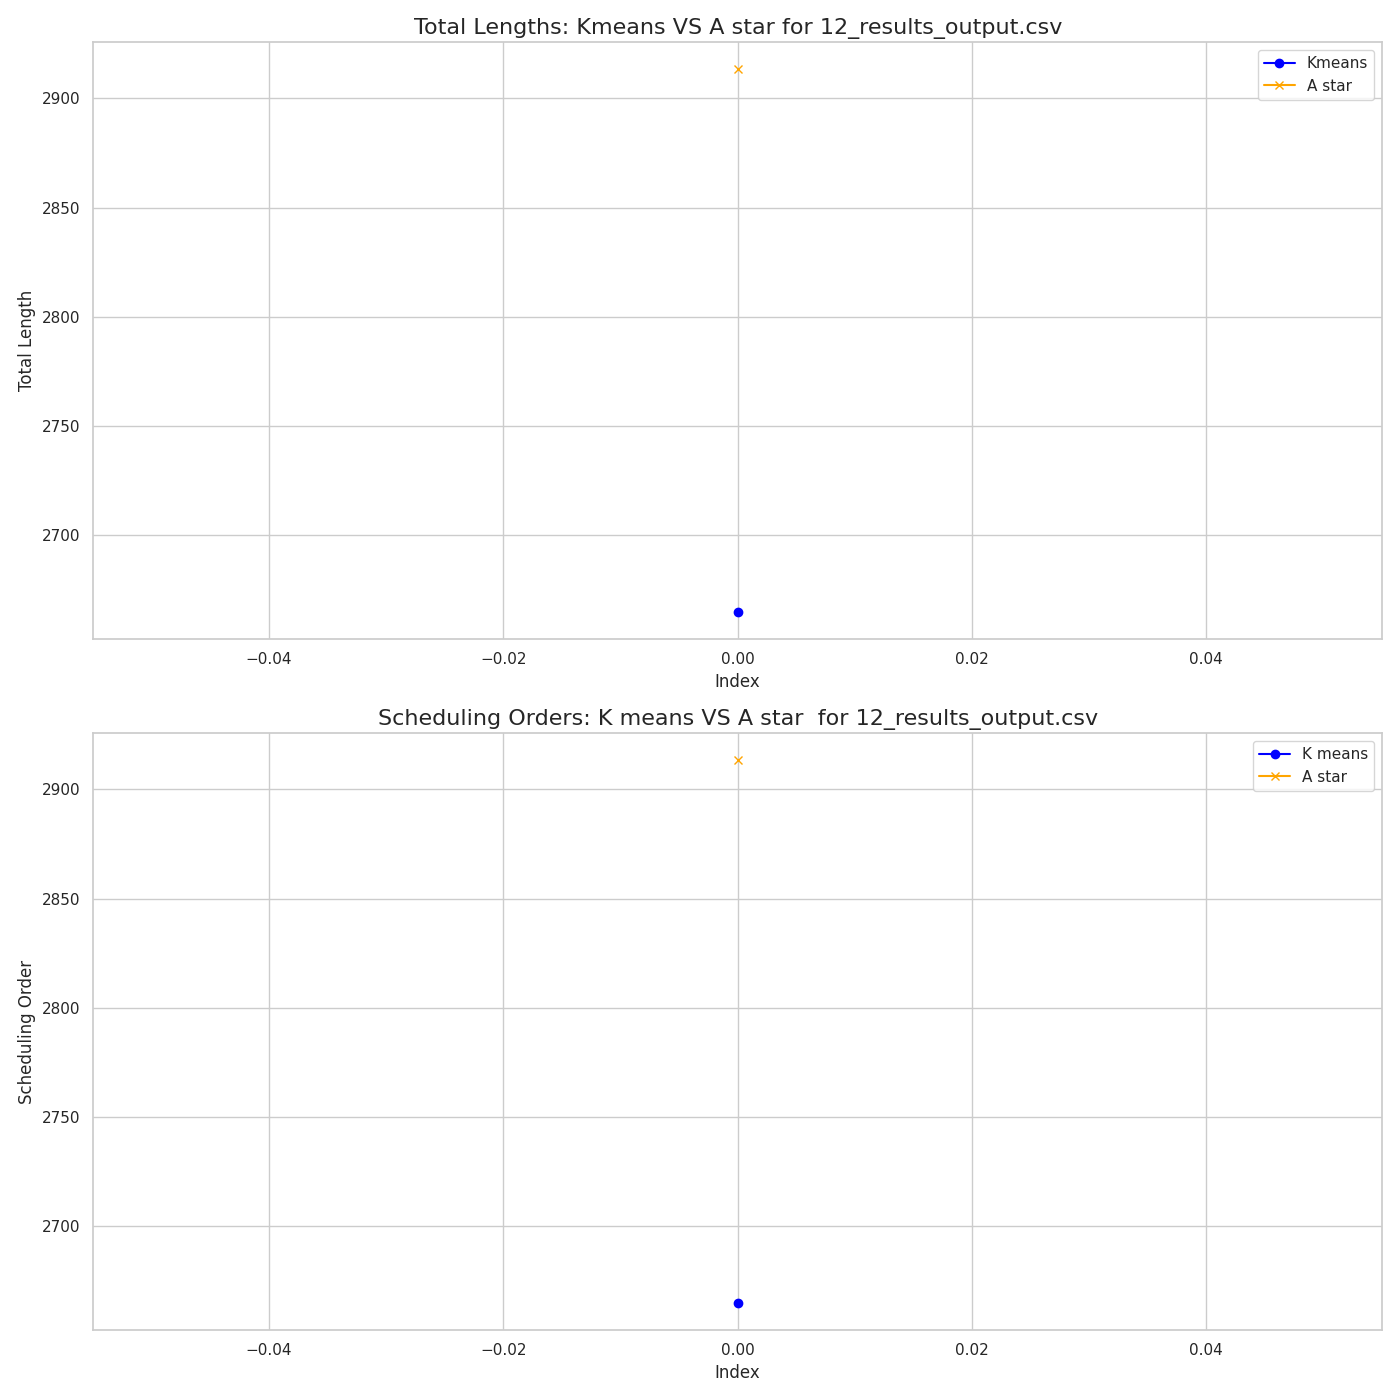 Total Lengths: Kmeans VS A star for 12_results_output.csv
Kmeans
A star
2900
2850
2800
2750
2700
Total Length
−0.04
−0.02
0.00
0.02
0.04
Index
Scheduling Orders: K means VS A star  for 12_results_output.csv
K means
A star
2900
2850
2800
2750
2700
Scheduling Order
−0.04
−0.02
0.00
0.02
0.04
Index